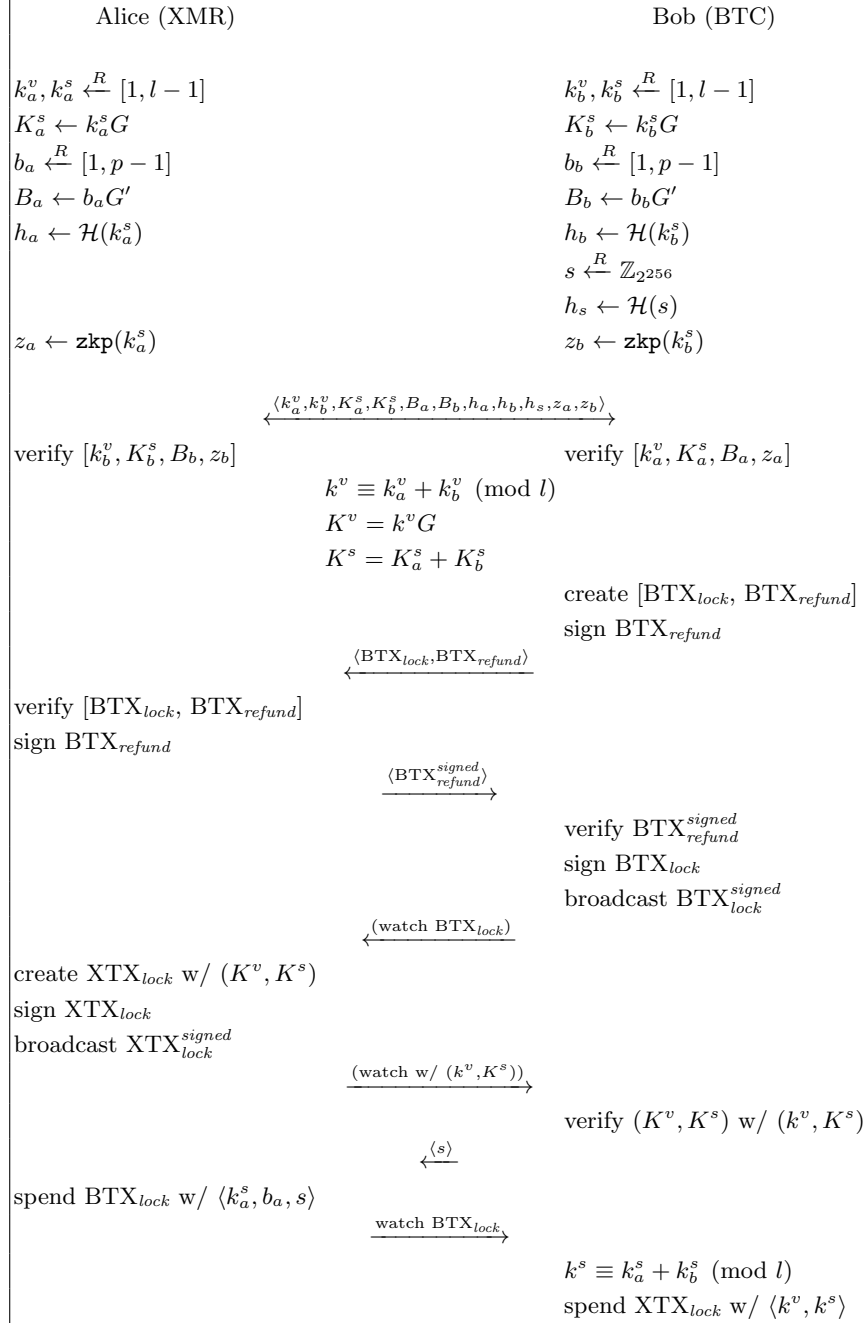 Alice (XMR) Bob (BTC)
k_a^v, k_a^s ←^R [1, l − 1] k_b^v, k_b^s ←^R [1, l − 1]
K_a^s ← k_a^s G K_b^s ← k_b^s G
b_a ←^R [1, p − 1] b_b ←^R [1, p − 1]
B_a ← b_a G′ B_b ← b_b G′
h_a ← ℋ(k_a^s) h_b ← ℋ(k_b^s)
s ←^R ℤ_{2^256}
h_s ← ℋ(s)
z_a ← zkp(k_a^s) z_b ← zkp(k_b^s)
⟨k_a^v, k_b^v, K_a^s, K_b^s, B_a, B_b, h_a, h_b, h_s, z_a, z_b⟩
verify [k_b^v, K_b^s, B_b, z_b] verify [k_a^v, K_a^s, B_a, z_a]
k^v ≡ k_a^v + k_b^v (mod l)
K^v = k^v G
K^s = K_a^s + K_b^s
create [BTX_lock, BTX_refund]
sign BTX_refund
⟨BTX_lock, BTX_refund⟩
verify [BTX_lock, BTX_refund]
sign BTX_refund
⟨BTX_refund^signed⟩
verify BTX_refund^signed
sign BTX_lock
broadcast BTX_lock^signed
(watch BTX_lock)
create XTX_lock w/ (K^v, K^s)
sign XTX_lock
broadcast XTX_lock^signed
(watch w/ (k^v, K^s))
verify (K^v, K^s) w/ (k^v, K^s)
⟨s⟩
spend BTX_lock w/ ⟨k_a^s, b_a, s⟩
watch BTX_lock
k^s ≡ k_a^s + k_b^s (mod l)
spend XTX_lock w/ ⟨k^v, k^s⟩